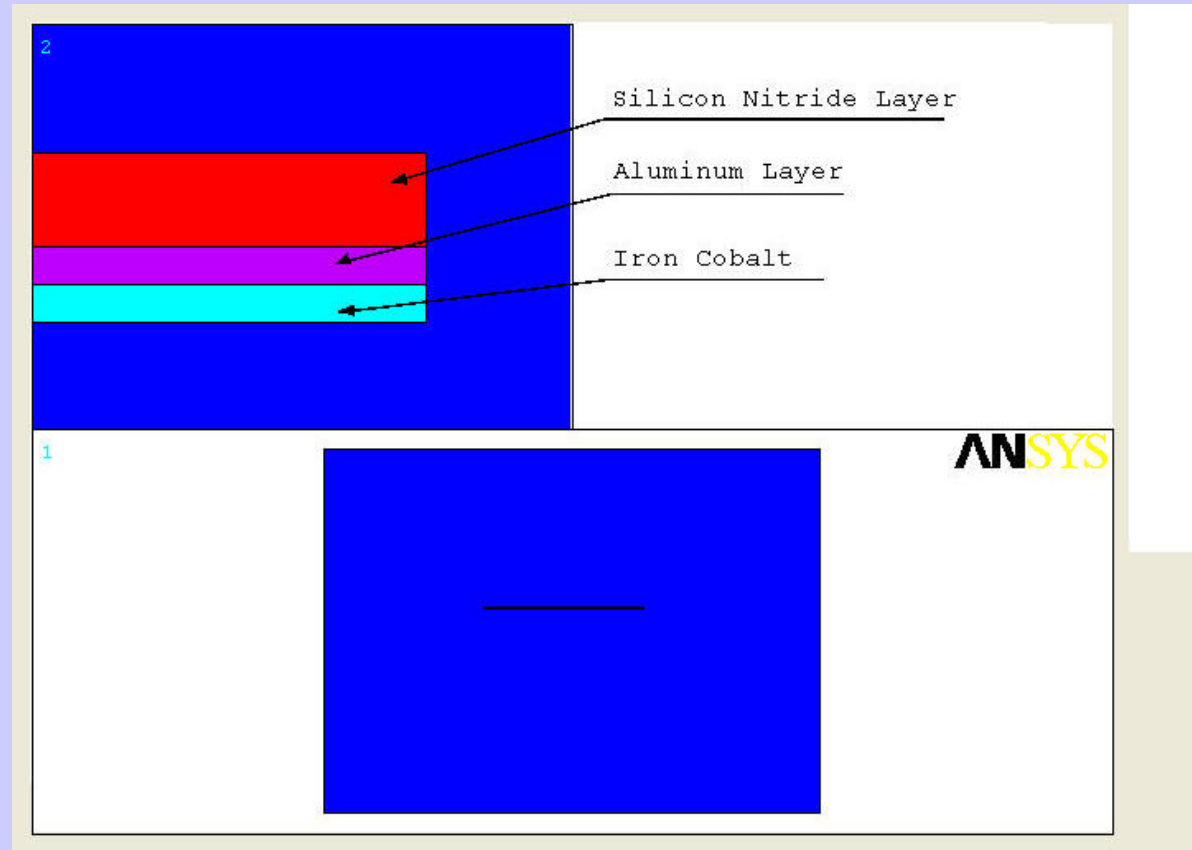 2
Silicon Nitride Layer
Aluminum Layer
Iron Cobalt
1
ANSYS